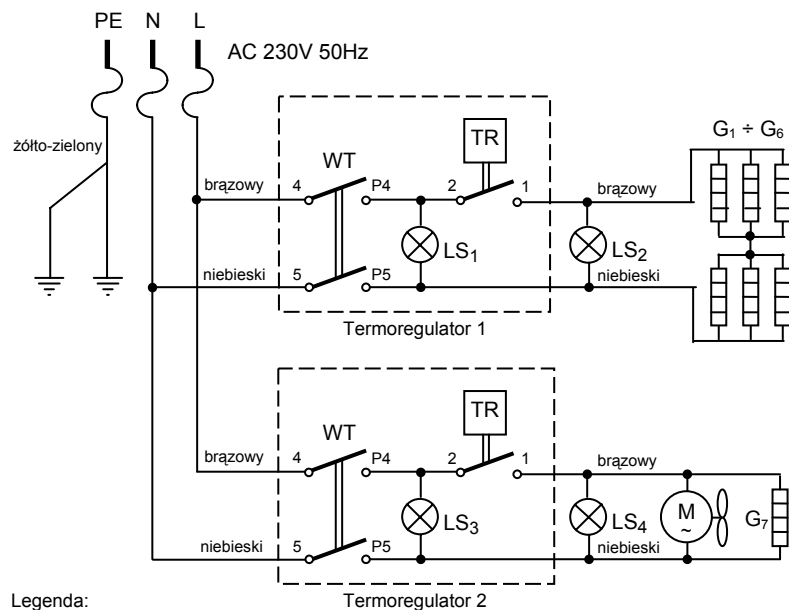 PE N L
AC 230V 50Hz
żółto-zielony
TR
G1 ÷ G6
WT
brązowy 4 P4 2 1 brązowy
LS1 LS2
niebieski 5 P5 niebieski
Termoregulator 1
TR
WT
brązowy 4 P4 2 1 brązowy
LS3 LS4 M ~ G7
niebieski 5 P5 niebieski
Legenda: Termoregulator 2